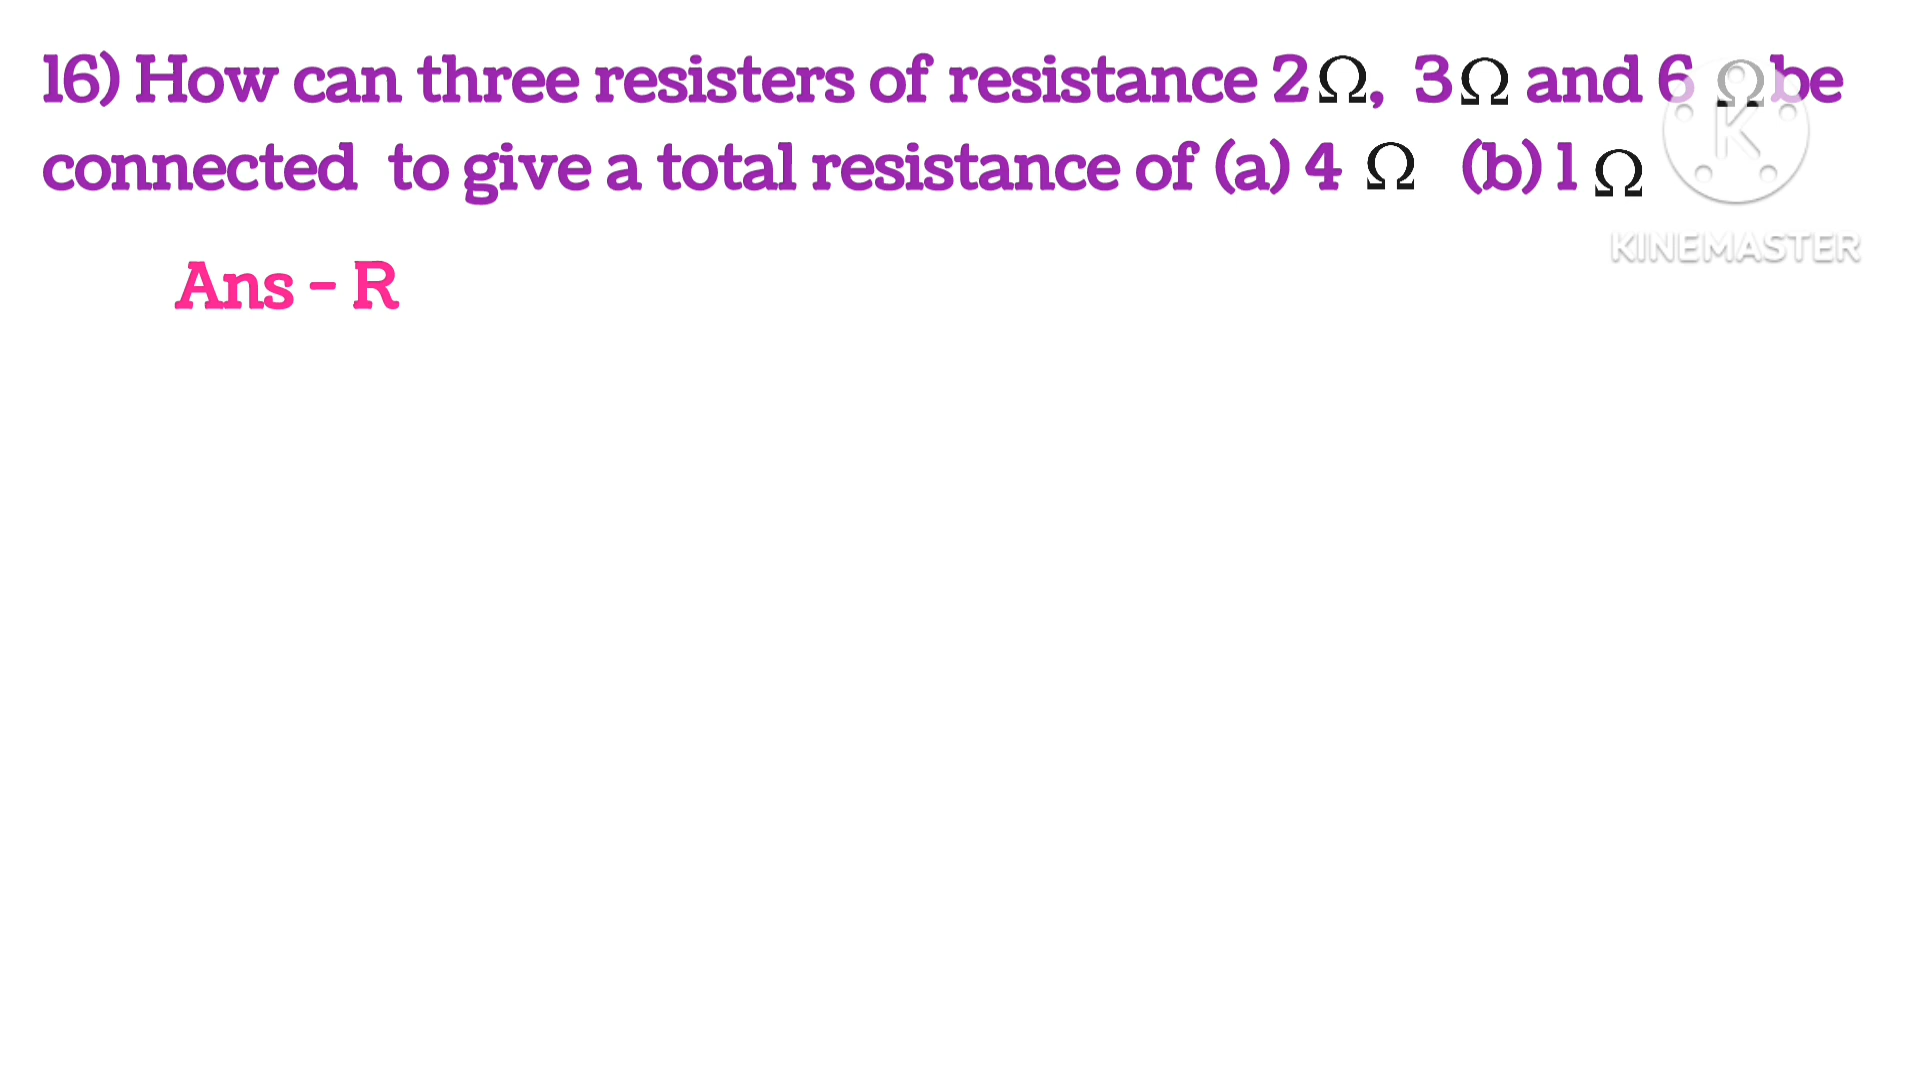 16) How can three resisters of resistance 2Ω, 3Ω and 6 Ω be
connected to give a total resistance of (a) 4 Ω (b) 1 Ω
KINEMASTER
Ans - R